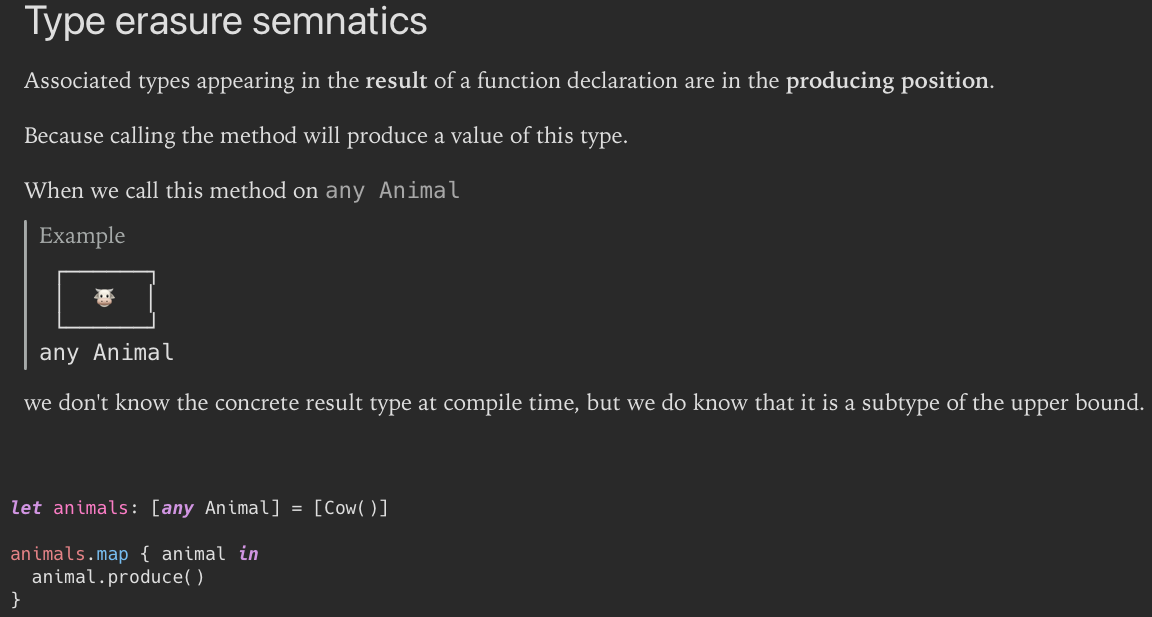 Type erasure semnatics
Associated types appearing in the result of a function declaration are in the producing position.
Because calling the method will produce a value of this type.
When we call this method on any Animal
Example
any Animal
we don't know the concrete result type at compile time, but we do know that it is a subtype of the upper bound.
let animals: [any Animal] = [Cow()]
animals.map { animal in
animal.produce()
}